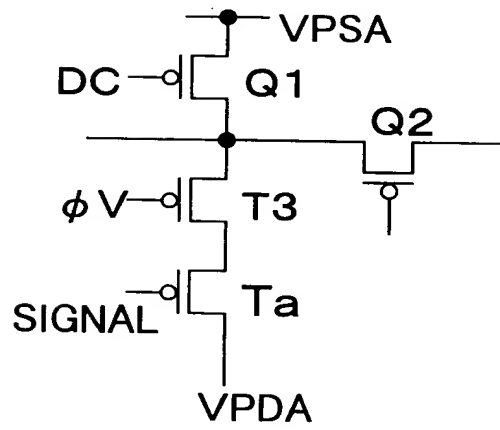 VPSA
DC
Q1
Q2
φV
T3
Ta
SIGNAL
VPDA